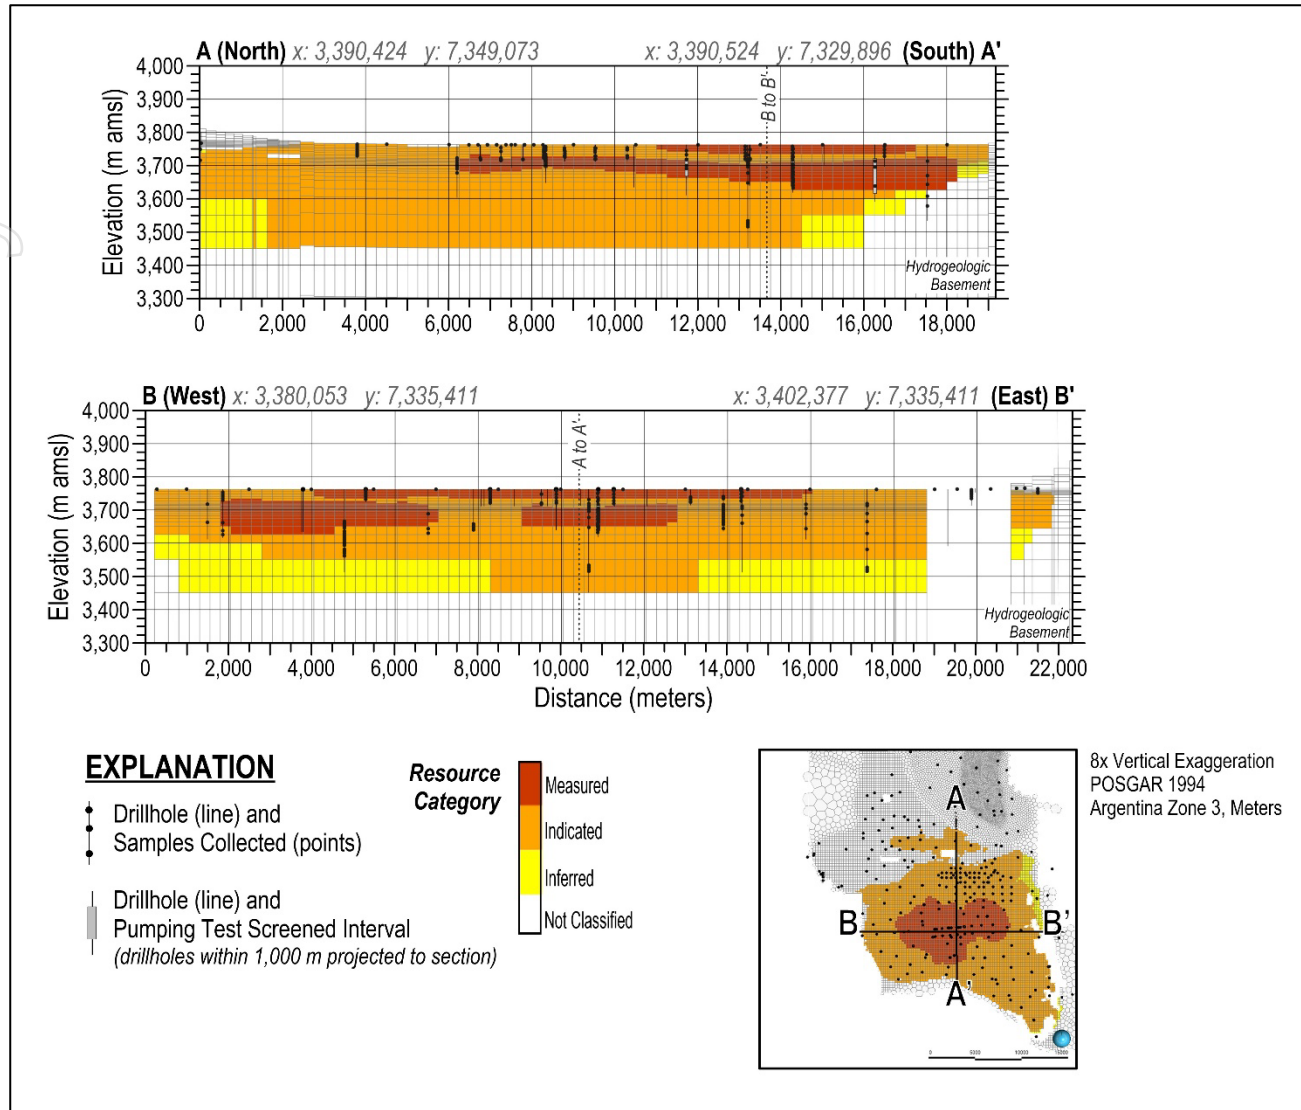 A (North) x: 3,390,424 y: 7,349,073 x: 3,390,524 y: 7,329,896 (South) A'
4,000
3,900
3,800
3,700
3,600
3,500
3,400
3,300
Elevation (m amsl)
B to B'
Hydrogeologic
Basement
0 2,000 4,000 6,000 8,000 10,000 12,000 14,000 16,000 18,000
B (West) x: 3,380,053 y: 7,335,411 x: 3,402,377 y: 7,335,411 (East) B'
4,000
3,900
3,800
3,700
3,600
3,500
3,400
3,300
Elevation (m amsl)
A to A'
Hydrogeologic
Basement
0 2,000 4,000 6,000 8,000 10,000 12,000 14,000 16,000 18,000 20,000 22,000
Distance (meters)
EXPLANATION
Drillhole (line) and
Samples Collected (points)
Drillhole (line) and
Pumping Test Screened Interval
(drillholes within 1,000 m projected to section)
Resource
Category
Measured
Indicated
Inferred
Not Classified
A
B B'
A'
0 5000 10000 15000
8x Vertical Exaggeration
POSGAR 1994
Argentina Zone 3, Meters